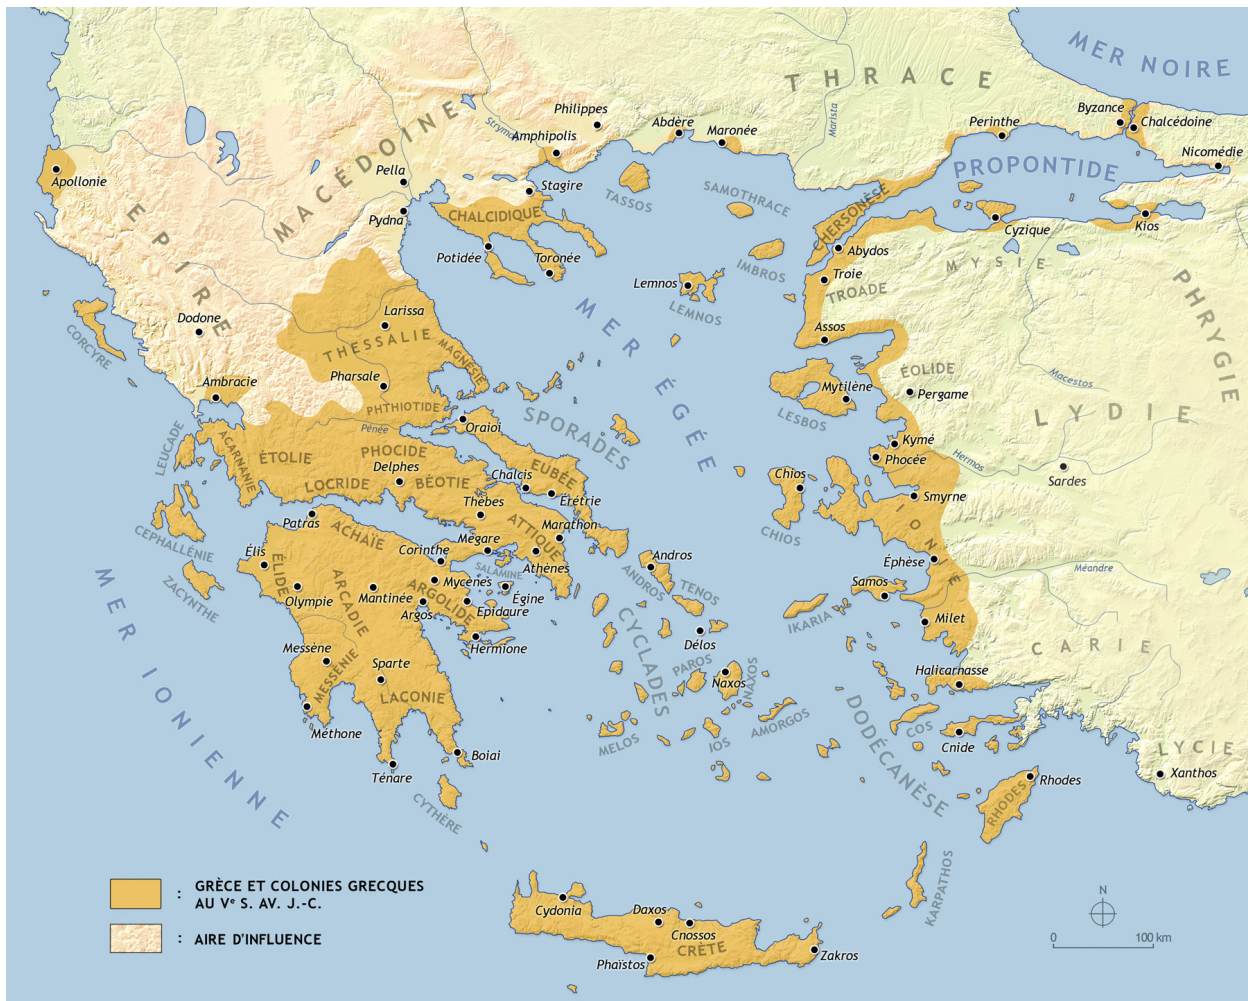 MER NOIRE
THRACE
Philippes
Byzance
Abdère
Maronée
Marista
Perinthe
Chalcédoine
Strymon
Amphipolis
MACÉDOINE
PROPONTIDE
Nicomédie
Apollonie
Pella
Stagire
TASSOS
SAMOTHRACE
CHERSONÈSE
Pydna
CHALCIDIQUE
Cyzique
Kios
EPIRE
Potidée
Toronée
Abydos
IMBROS
MYSIE
Lemnos
LEMNOS
Troie
TROADE
PHRYGIE
MER ÉGÉE
CORCYRE
Dodone
Larissa
THESSALIE
MAGNÉSIE
Assos
Ambracie
Pharsale
ÉOLIDE
Macestos
Mytilène
Pergame
LESBOS
PHTHIOTIDE
Pénée
Oraioi
SPORADES
LYDIE
LEUCADE
ACARNANIE
ÉTOLIE
PHOCIDE
Kymé
Phocée
Hermos
Sardes
Delphes
LOCRIDE
BÉOTIE
Chalcis
EUBÉE
Érétrie
Chios
CHIOS
Smyrne
IONIE
Thèbes
ATTIQUE
Marathon
Patras
ACHAÏE
Mégare
Athènes
CEPHALLÉNIE
Élis
ÉLIDE
Corinthe
SALAMINE
Andros
ANDROS
TENOS
Éphèse
Méandre
ZACYNTHE
Olympie
ARCADIE
Mantinée
Mycènes
ARGOLIDE
Argos
Égine
Epidaure
Samos
IKARIA
Hermione
CYCLADES
Délos
Milet
CARIE
MER IONIENNE
Messène
MESSÉNIE
Sparte
LACONIE
PAROS
Naxos
NAXOS
Halicarnasse
Méthone
MELOS
IOS
AMORGOS
DODÉCANÈSE
COS
Cnide
LYCIE
Boiai
Ténare
CYTHÈRE
Xanthos
Rhodes
RHODES
KARPATHOS
: GRÈCE ET COLONIES GRECQUES
AU Vᵉ S. AV. J.-C.
: AIRE D'INFLUENCE
Cydonia
Daxos
Cnossos
CRÈTE
Phaïstos
Zakros
N
0 100 km